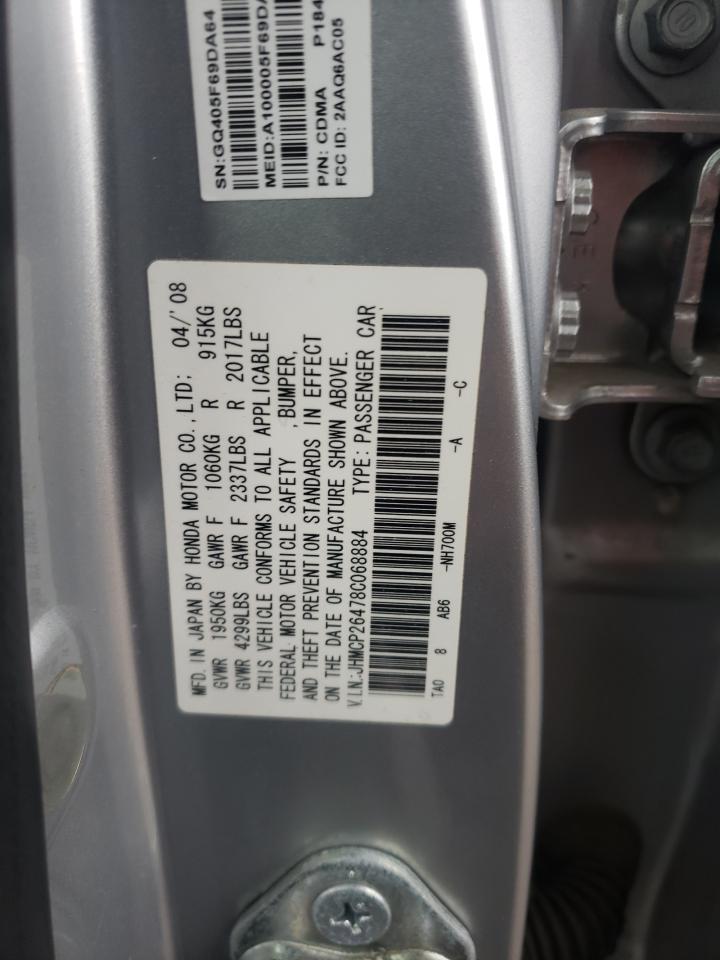 SN:GQ405F69DA64
MEID:A100005F69DA
P/N: CDMA P184
FCC ID: 2AAQ6AC05
MFD. IN JAPAN BY HONDA MOTOR CO.,LTD; 04/'08
GVWR 1950KG GAWR F 1060KG R 915KG
GVWR 4299LBS GAWR F 2337LBS R 2017LBS
THIS VEHICLE CONFORMS TO ALL APPLICABLE
FEDERAL MOTOR VEHICLE SAFETY ,BUMPER,
AND THEFT PREVENTION STANDARDS IN EFFECT
ON THE DATE OF MANUFACTURE SHOWN ABOVE.
V.I.N.:JHMCP26478C068884 TYPE: PASSENGER CAR
TA0 8 AB6 -NH700M -A -C
10